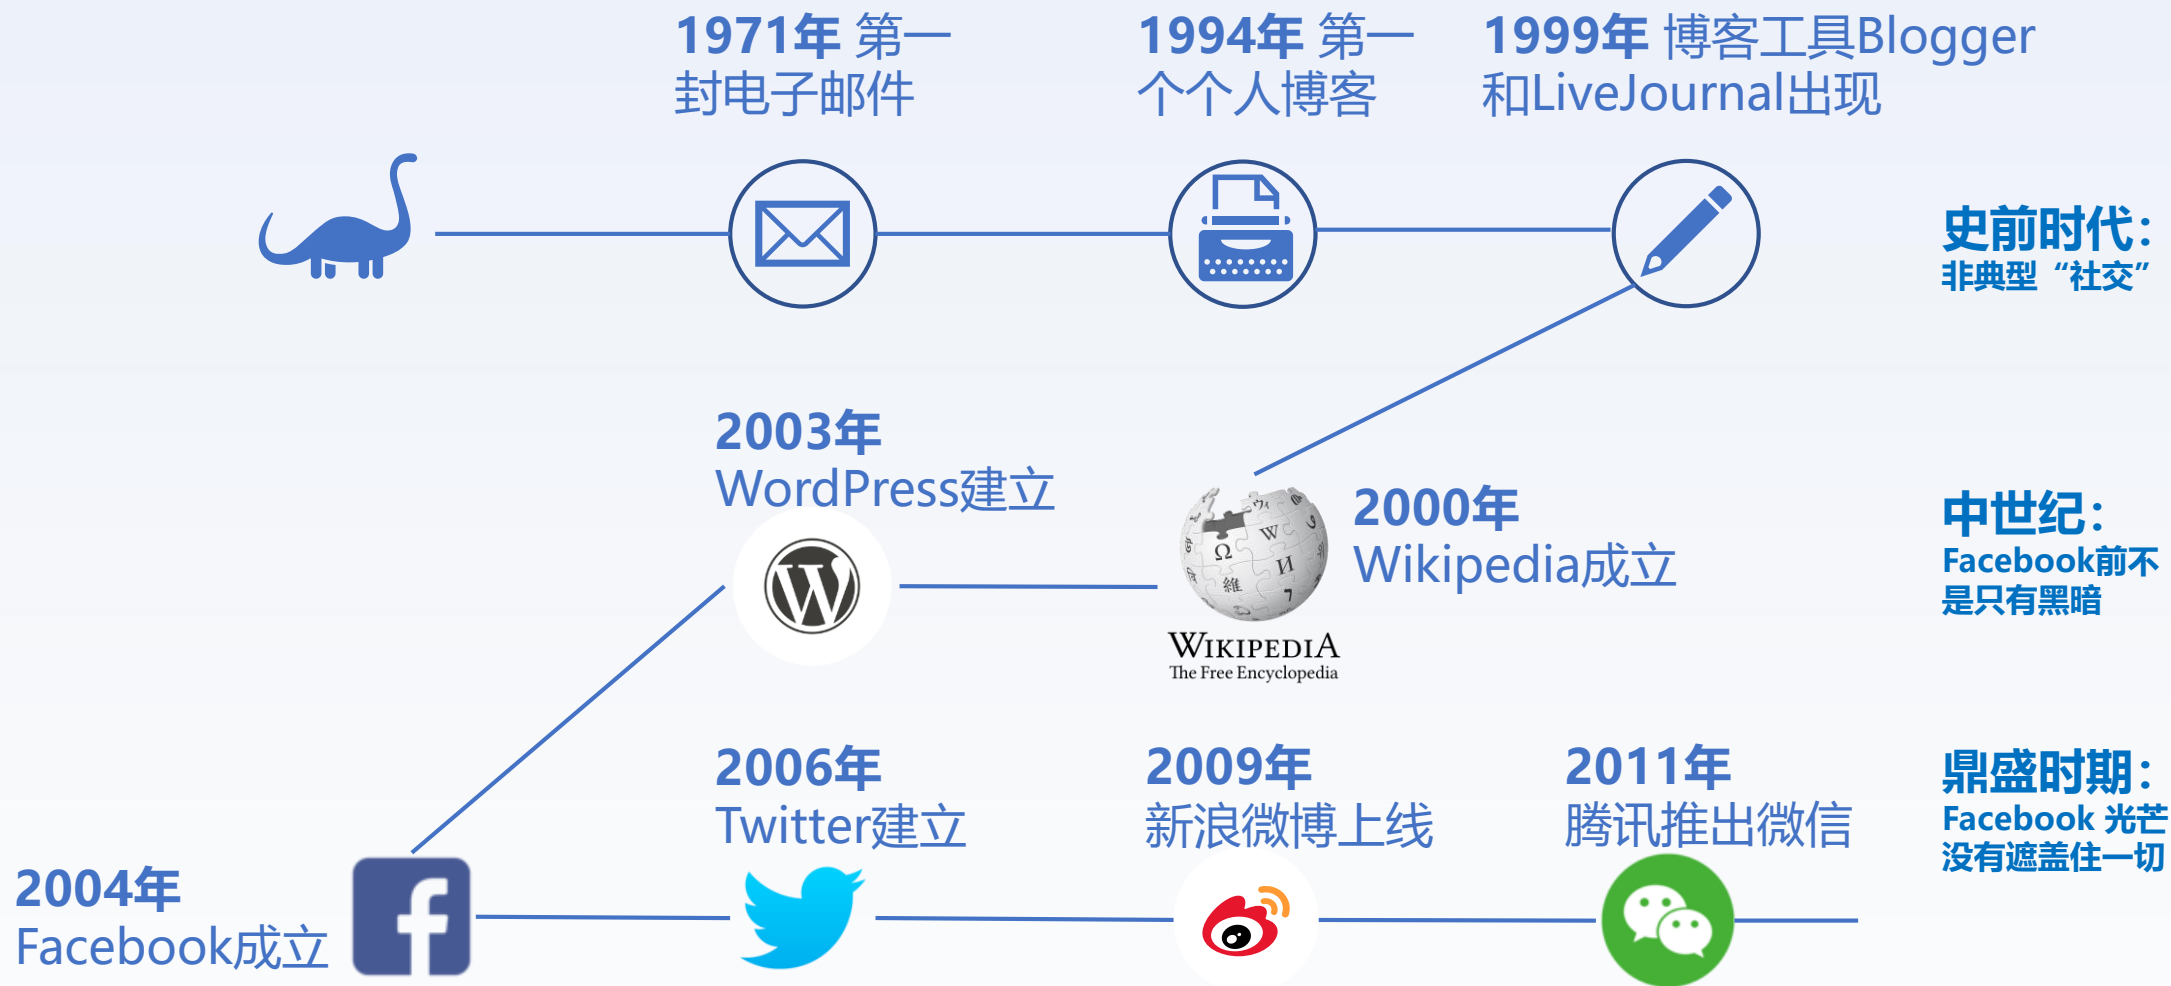 1971年 第一
封电子邮件
1994年 第一
个个人博客
1999年 博客工具Blogger
和LiveJournal出现
史前时代：
非典型“社交”
2003年
WordPress建立
2000年
Wikipedia成立
W
Ω
W
И
維
ウィ
7
WIKIPEDIA
The Free Encyclopedia
中世纪：
Facebook前不
是只有黑暗
2004年
Facebook成立
f
2006年
Twitter建立
2009年
新浪微博上线
2011年
腾讯推出微信
鼎盛时期：
Facebook 光芒
没有遮盖住一切